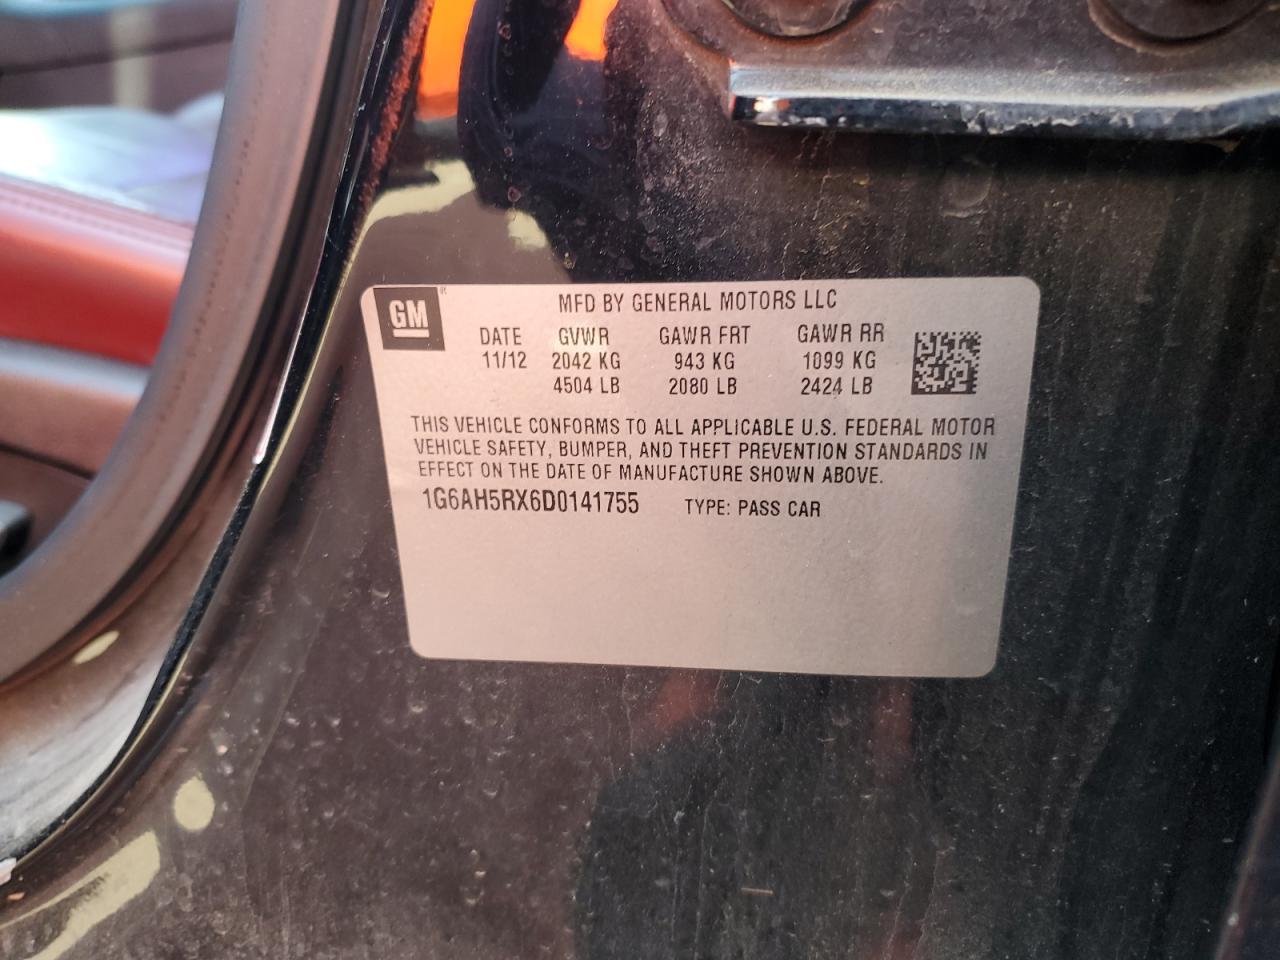 GM
MFD BY GENERAL MOTORS LLC
DATE GVWR GAWR FRT GAWR RR
11/12 2042 KG 943 KG 1099 KG
4504 LB 2080 LB 2424 LB
THIS VEHICLE CONFORMS TO ALL APPLICABLE U.S. FEDERAL MOTOR
VEHICLE SAFETY, BUMPER, AND THEFT PREVENTION STANDARDS IN
EFFECT ON THE DATE OF MANUFACTURE SHOWN ABOVE.
1G6AH5RX6D0141755 TYPE: PASS CAR